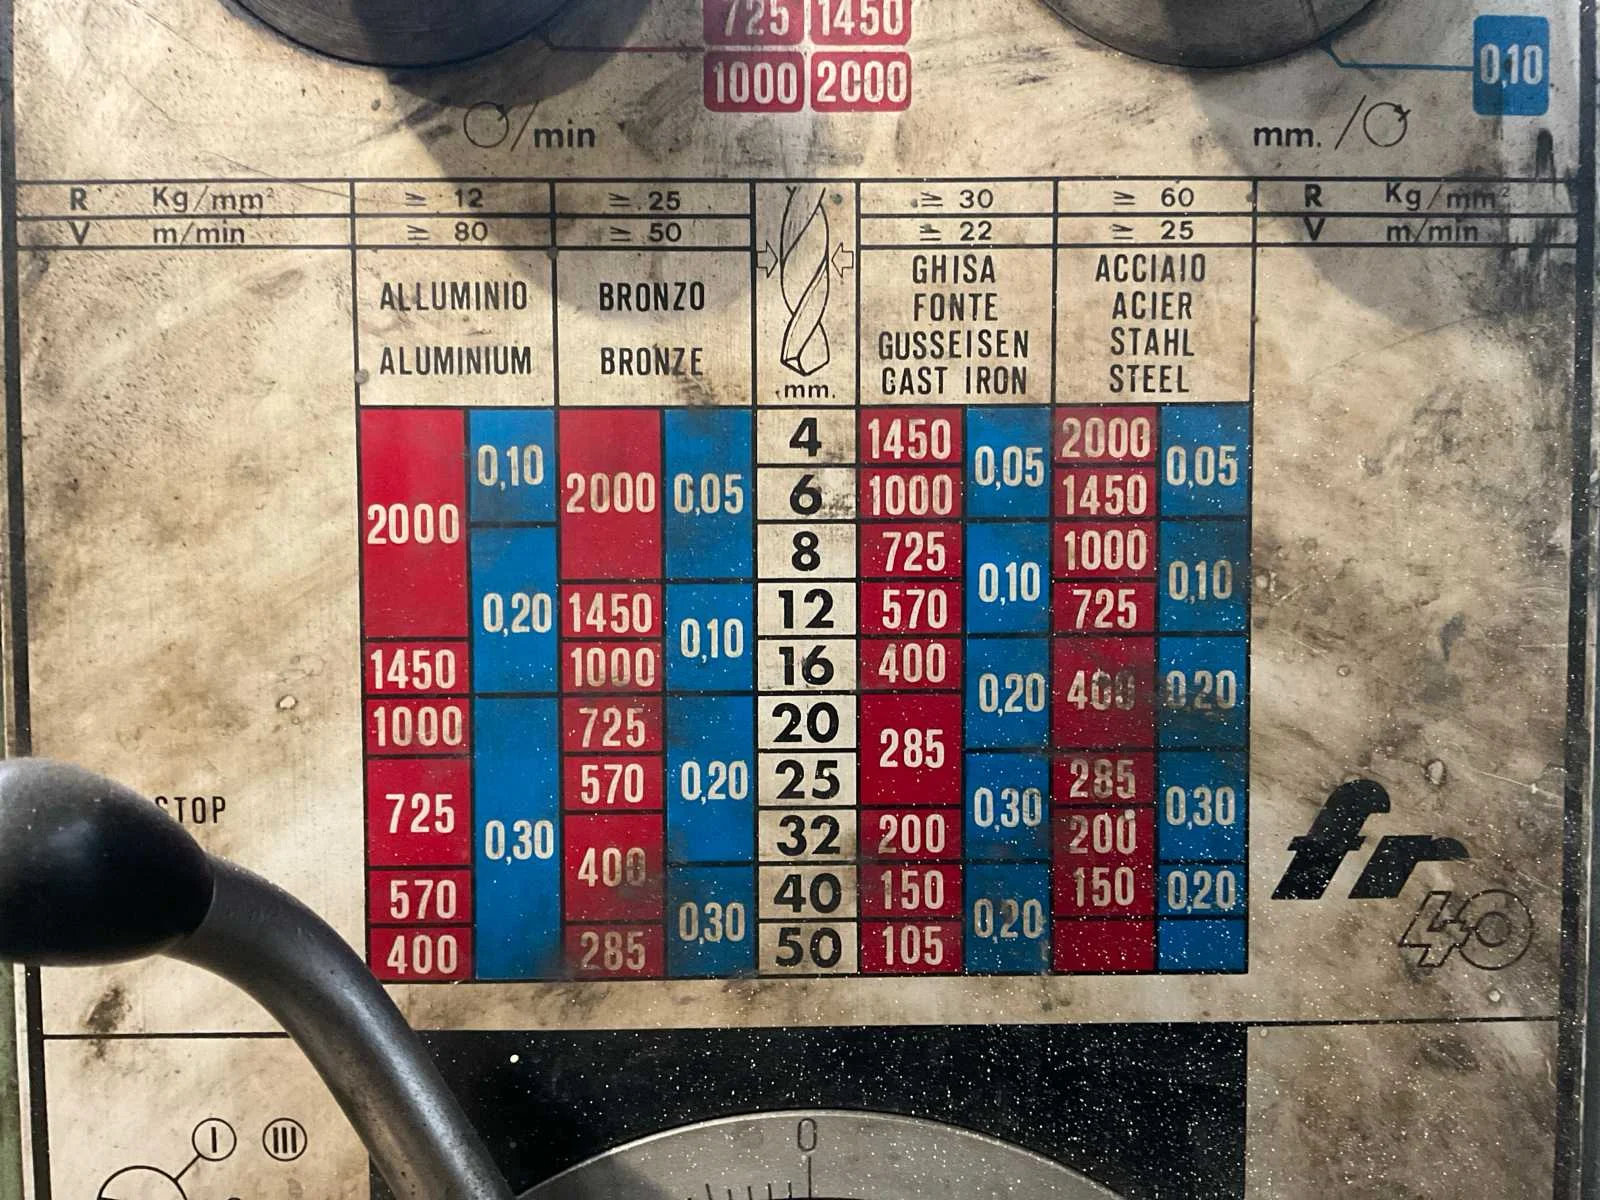 725 1450
1000 2000
0,10
/min
mm. /
R Kg/mm² ≥ 12 ≥ 25 ≥ 30 ≥ 60 R Kg/mm²
V m/min ≥ 80 ≥ 50 ≥ 22 ≥ 25 V m/min
ALLUMINIO
ALUMINIUM
BRONZO
BRONZE
mm.
GHISA
FONTE
GUSSEISEN
CAST IRON
ACCIAIO
ACIER
STAHL
STEEL
4 1450 2000
0,10 0,05 0,05
2000 0,05 6 1000 1450
2000 8 725 1000
0,10 0,10
0,20 1450 12 570 725
0,10
1450 1000 16 400
0,20 400 0,20
1000 725 20
285
570 25 285
725 0,20 0,30 0,30
0,30 32 200 200
400
570 40 150 150 0,20
0,30 0,20
400 285 50 105
STOP
fr
40
I III
0